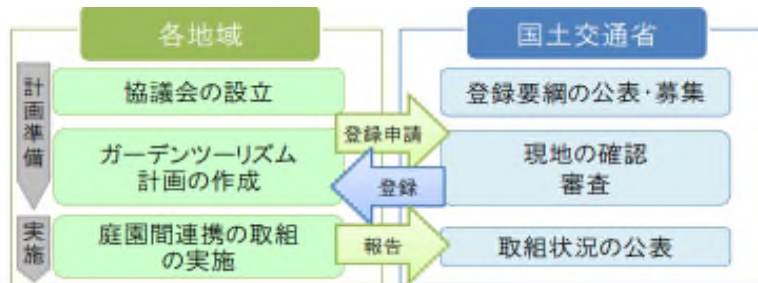 各地域
国土交通省
計画準備
協議会の設立
登録要綱の公表・募集
登録申請
ガーデンツーリズム
計画の作成
現地の確認
審査
登録
実施
庭園間連携の取組
の実施
報告
取組状況の公表